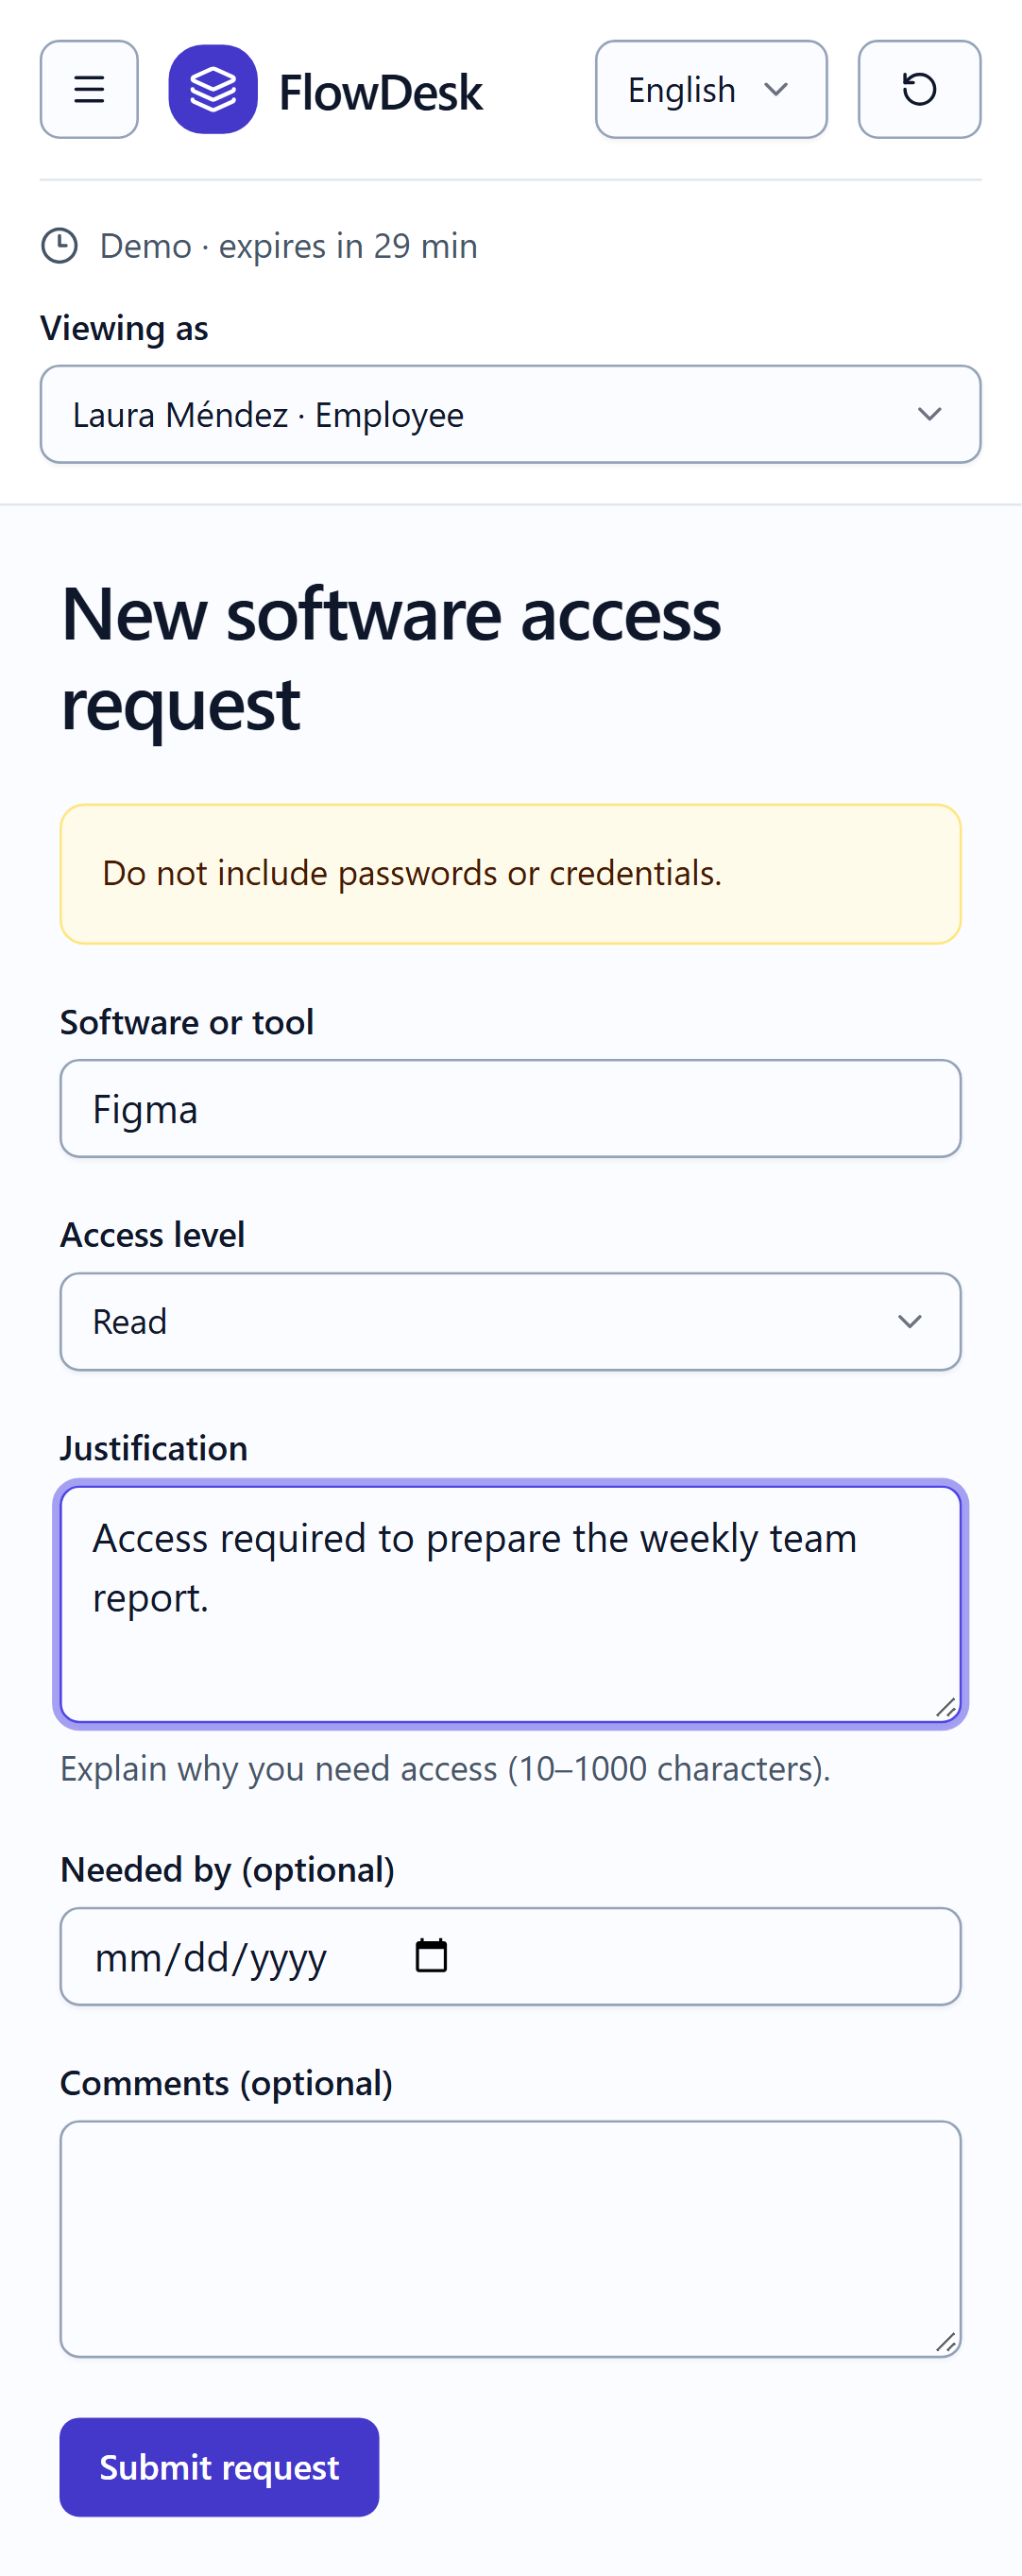 FlowDesk
English
Demo · expires in 29 min
Viewing as
Laura Méndez · Employee
New software access
request
Do not include passwords or credentials.
Software or tool
Figma
Access level
Read
Justification
Access required to prepare the weekly team
report.
Explain why you need access (10–1000 characters).
Needed by (optional)
mm/dd/yyyy
Comments (optional)
Submit request